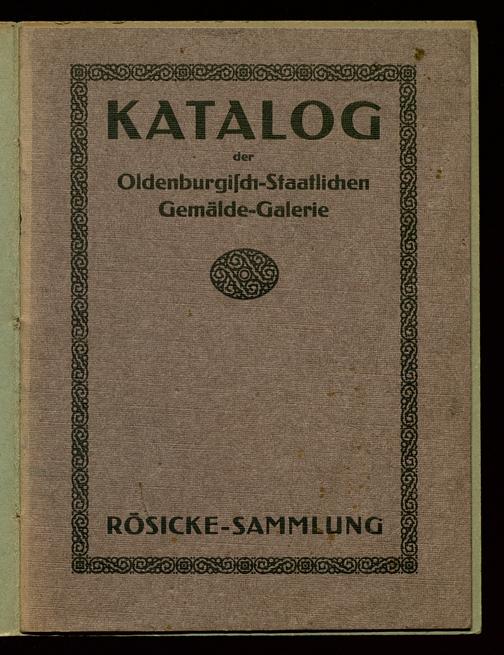 KATALOG
der
Oldenburgiſch-Staatlichen
Gemälde-Galerie
RÖSICKE-SAMMLUNG